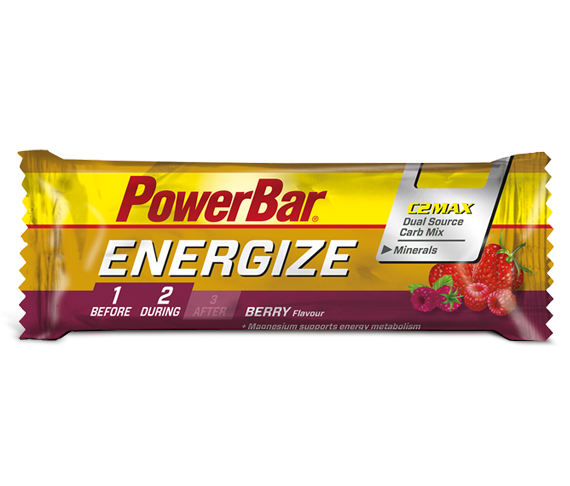 PowerBar®
ENERGIZE
C2MAX
Dual Source
Carb Mix
Minerals
1 BEFORE
2 DURING
3 AFTER
BERRY Flavour
+ Magnesium supports energy metabolism